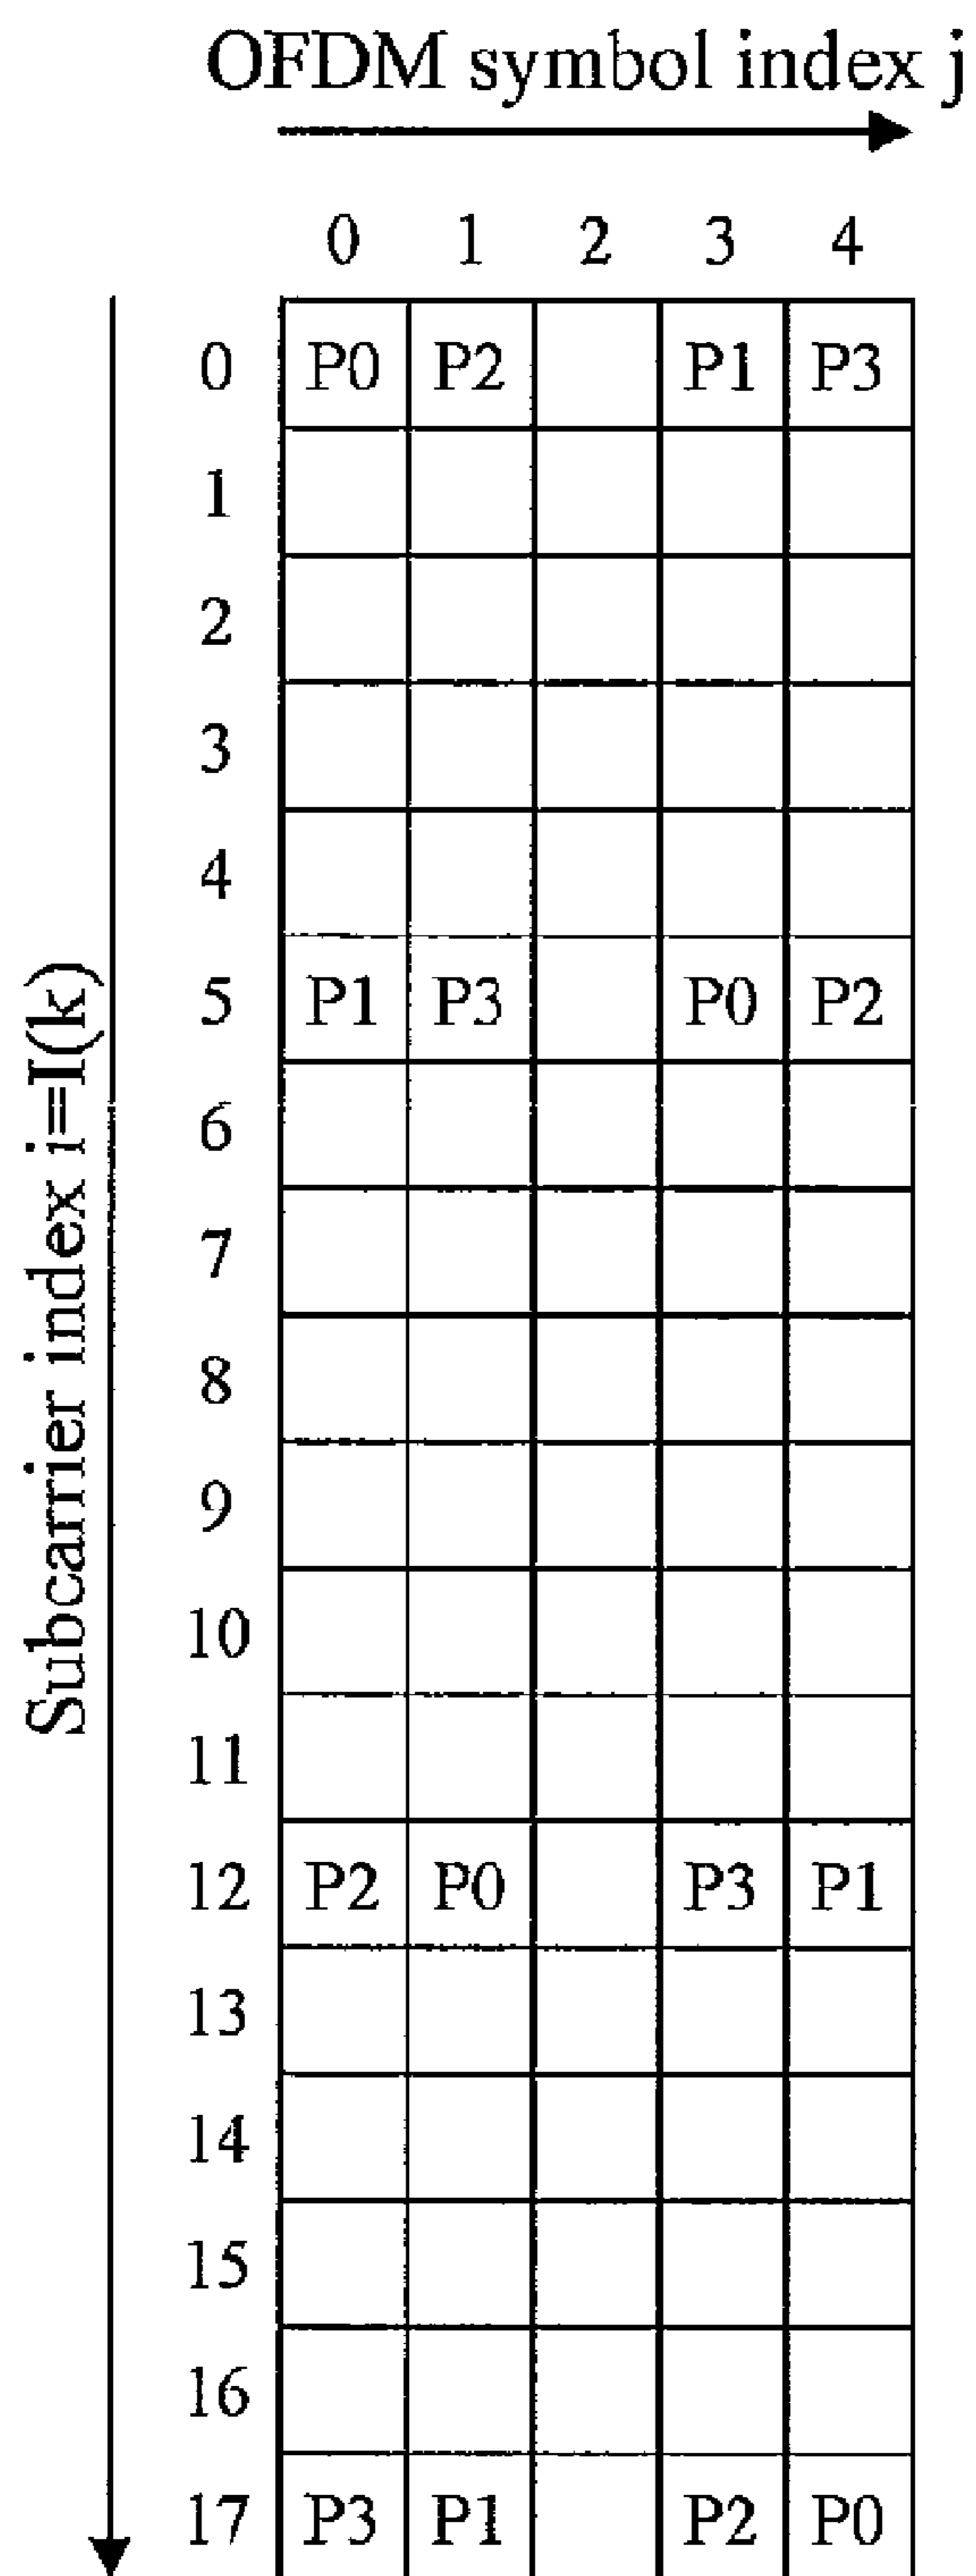 OFDM symbol index j
0 1 2 3 4
Subcarrier index i=I(k)
0 P0 P2 P1 P3
1
2
3
4
5 P1 P3 P0 P2
6
7
8
9
10
11
12 P2 P0 P3 P1
13
14
15
16
17 P3 P1 P2 P0